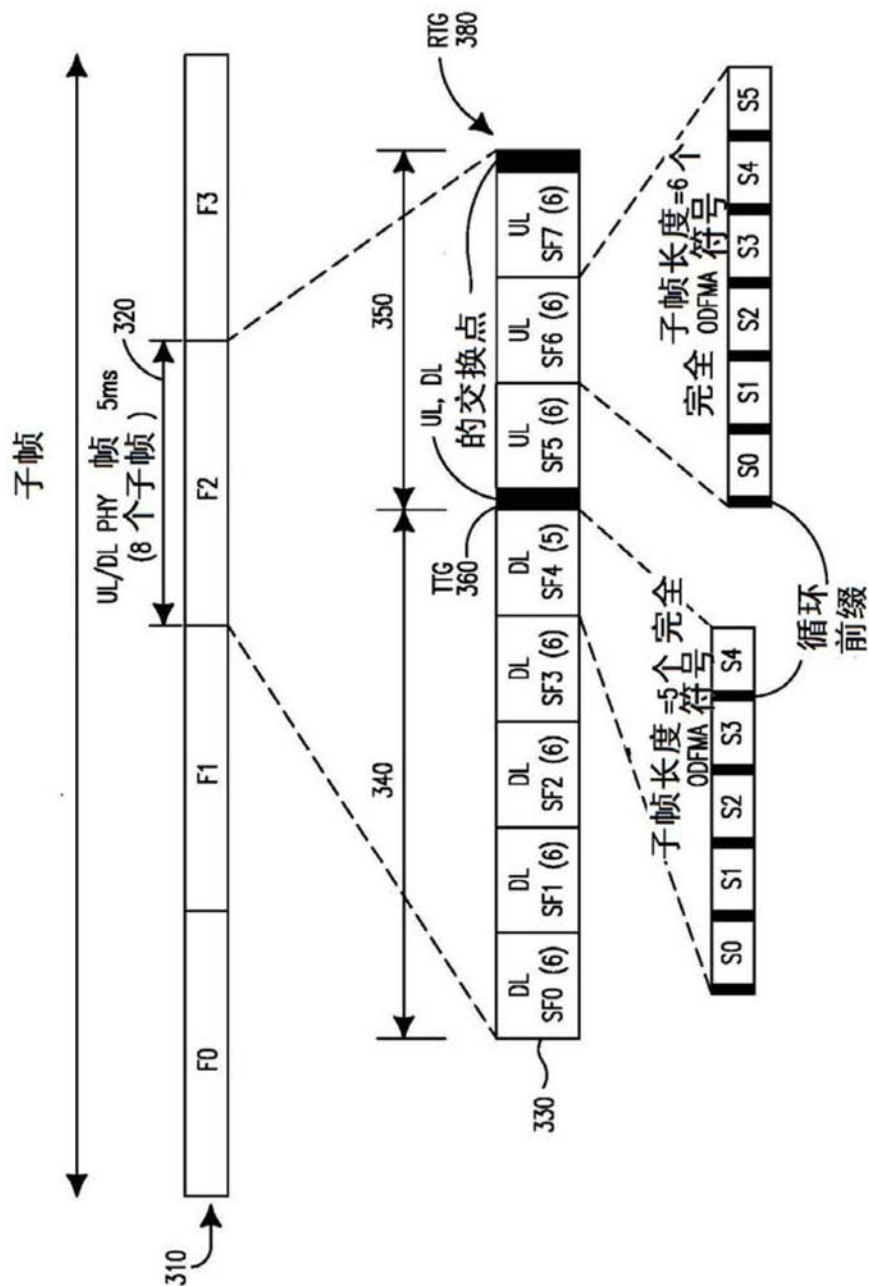 子帧
310
F0
F1
F2
F3
UL/DL PHY 帧 5ms
(8 个子帧)
320
340
350
RTG
380
TTG
360
UL, DL
的交换点
330
DL
SF0 (6)
DL
SF1 (6)
DL
SF2 (6)
DL
SF3 (6)
DL
SF4 (5)
UL
SF5 (6)
UL
SF6 (6)
UL
SF7 (6)
子帧长度=5个 完全
ODFMA 符号
S0
S1
S2
S3
S4
子帧长度=6 个
完全 ODFMA 符号
S0
S1
S2
S3
S4
S5
循环
前缀